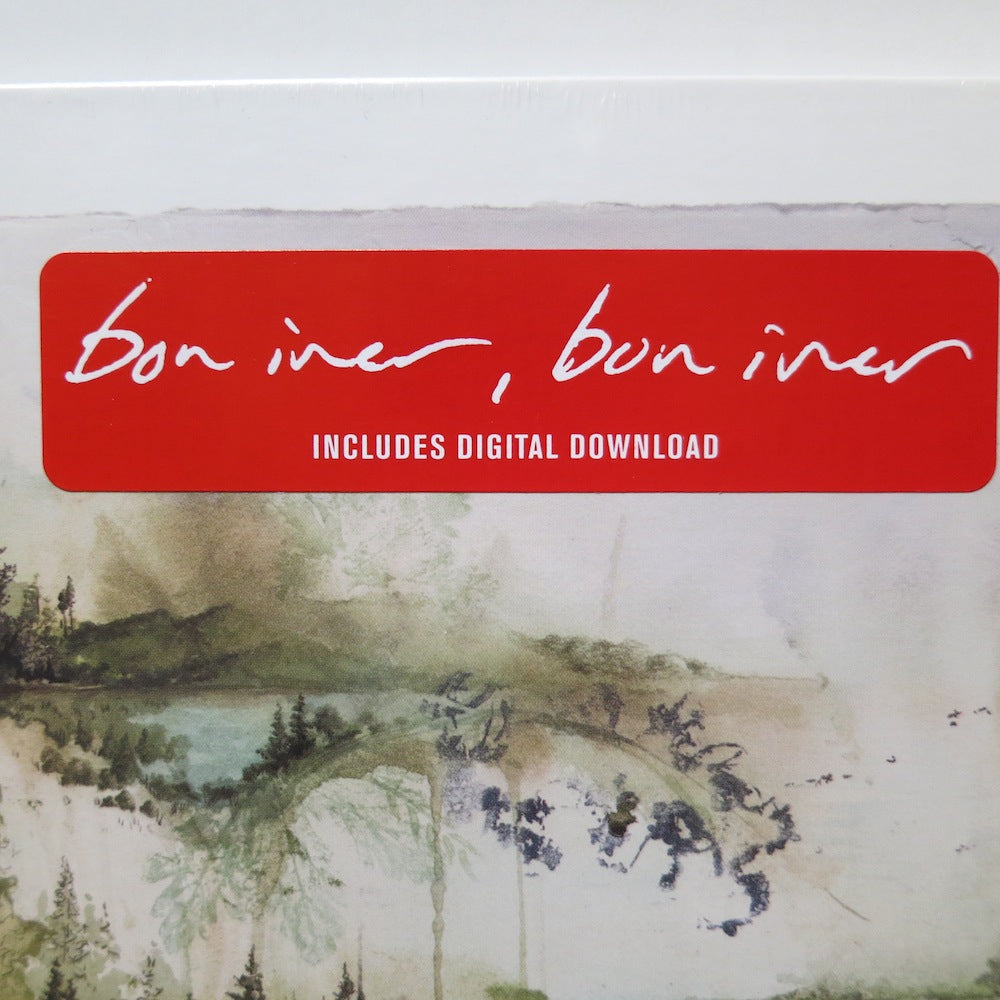 bon iver, bon iver
INCLUDES DIGITAL DOWNLOAD